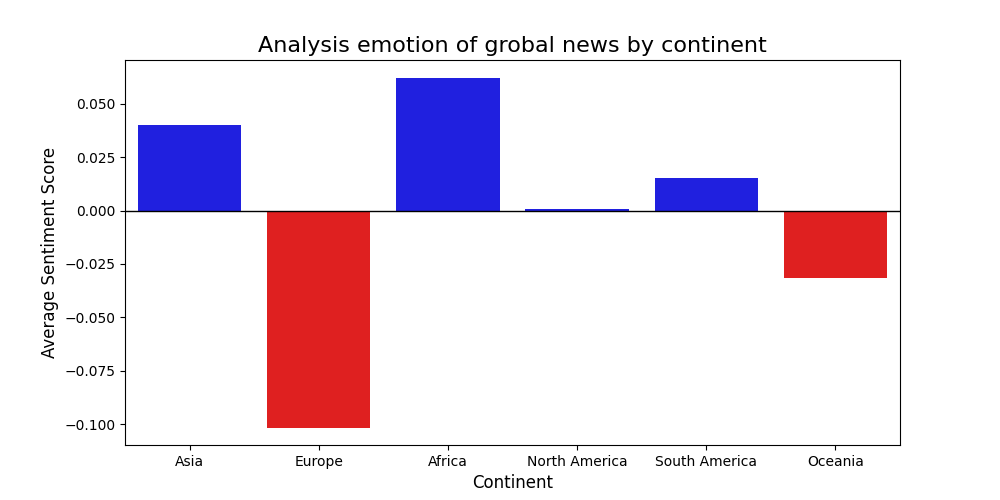 Analysis emotion of grobal news by continent
Average Sentiment Score
0.050
0.025
0.000
−0.025
−0.050
−0.075
−0.100
Asia Europe Africa North America South America Oceania
Continent